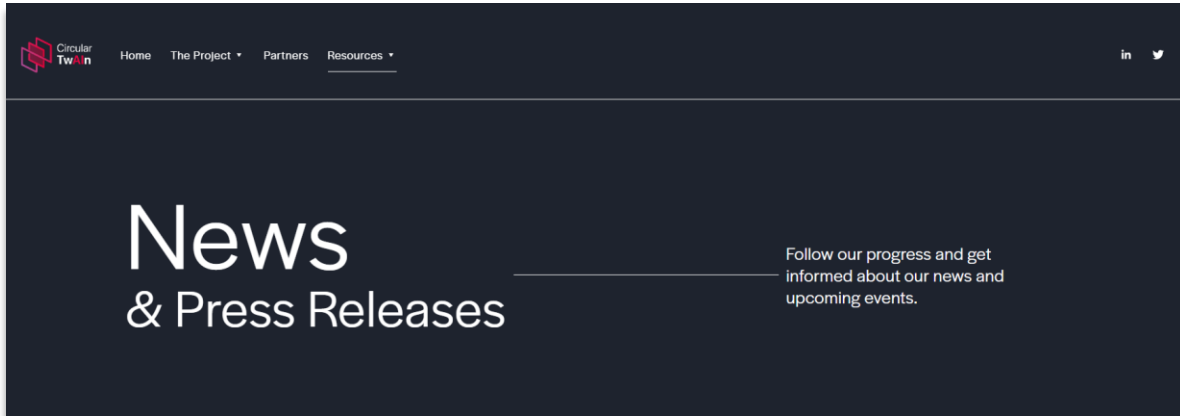 Circular
TwAIn
Home The Project Partners Resources
in
News
& Press Releases
Follow our progress and get
informed about our news and
upcoming events.